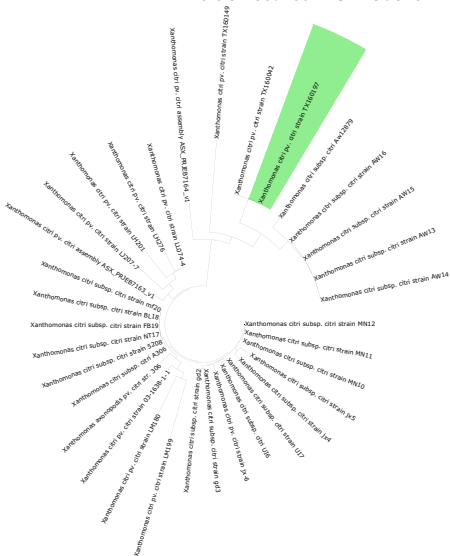 Xanthomonas citri pv. citri strain TX160149
Xanthomonas citri pv. citri strain TX160042
Xanthomonas citri pv. citri strain TX160197
Xanthomonas citri subsp. citri AW12879
Xanthomonas citri subsp. citri strain AW16
Xanthomonas citri subsp. citri strain AW15
Xanthomonas citri subsp. citri strain AW13
Xanthomonas citri subsp. citri strain AW14
Xanthomonas citri subsp. citri strain MN12
Xanthomonas citri subsp. citri strain MN11
Xanthomonas citri subsp. citri strain MN10
Xanthomonas citri subsp. citri strain jx5
Xanthomonas citri subsp. citri strain jx4
Xanthomonas citri subsp. citri strain UI7
Xanthomonas citri subsp. citri UI6
Xanthomonas citri pv. citri strain jx-6
Xanthomonas citri subsp. citri strain gd3
Xanthomonas citri subsp. citri strain gd2
Xanthomonas citri pv. citri strain LM199
Xanthomonas citri pv. citri strain LM180
Xanthomonas citri pv. citri strain 03-1638-1-1
Xanthomonas axonopodis pv. citri str. 306
Xanthomonas citri subsp. citri A306
Xanthomonas citri subsp. citri strain 5208
Xanthomonas citri subsp. citri strain NT17
Xanthomonas citri subsp. citri strain FB19
Xanthomonas citri subsp. citri strain BL18
Xanthomonas citri subsp. citri strain mf20
Xanthomonas citri pv. citri assembly ASX_PRJEB7163_v1
Xanthomonas citri pv. citri strain LJ207-7
Xanthomonas citri pv. citri strain LH201
Xanthomonas citri pv. citri strain LH276
Xanthomonas citri pv. citri strain LL074-4
Xanthomonas citri pv. citri assembly ASX_PRJEB7164_v1